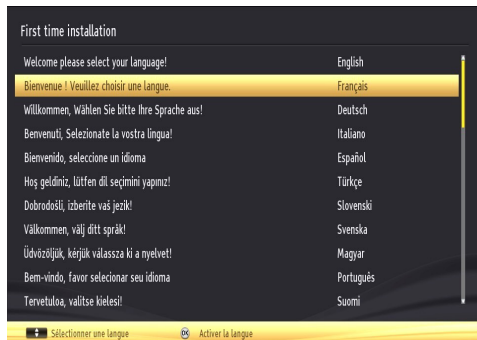 First time installation
Welcome please select your language! English
Bienvenue ! Veuillez choisir une langue. Français
Willkommen, Wählen Sie bitte Ihre Sprache aus! Deutsch
Benvenuti, Selezionate la vostra lingua! Italiano
Bienvenido, seleccione un idioma Español
Hoş geldiniz, lütfen dil seçimini yapınız! Türkçe
Dobrodošli, izberite vaš jezik! Slovenski
Välkommen, välj ditt språk! Svenska
Üdvözöljük, kérjük válassza ki a nyelvet! Magyar
Bem-vindo, favor selecionar seu idioma Português
Tervetuloa, valitse kielesi! Suomi
Sélectionner une langue OK Activer la langue